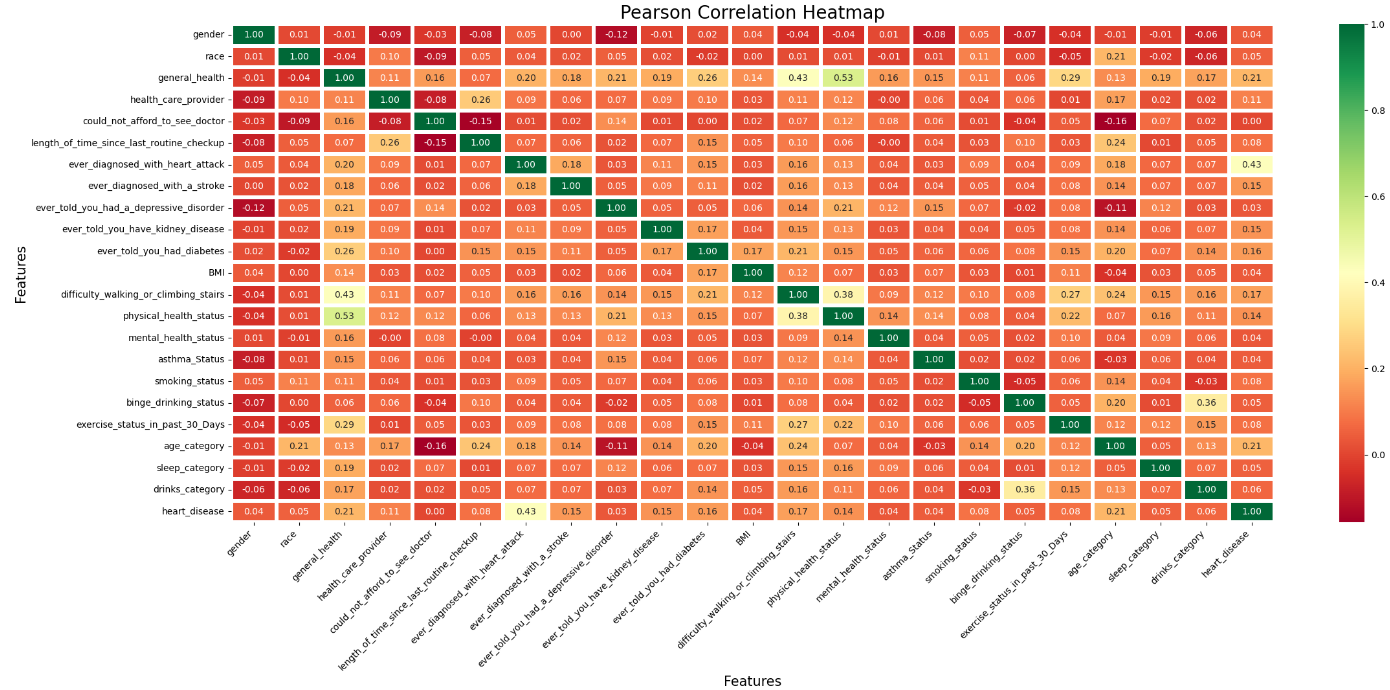 Pearson Correlation Heatmap
gender 1.00 0.01 -0.01 -0.09 -0.03 -0.08 0.05 0.00 -0.12 -0.01 0.02 0.04 -0.04 -0.04 0.01 -0.08 0.05 -0.07 -0.04 -0.01 -0.01 -0.06 0.04
race 0.01 1.00 -0.04 0.10 -0.09 0.05 0.04 0.02 0.05 0.02 -0.02 0.00 0.01 0.01 -0.01 0.01 0.11 0.00 -0.05 0.21 -0.02 -0.06 0.05
general_health -0.01 -0.04 1.00 0.11 0.16 0.07 0.20 0.18 0.21 0.19 0.26 0.14 0.43 0.53 0.16 0.15 0.11 0.06 0.29 0.13 0.19 0.17 0.21
health_care_provider -0.09 0.10 0.11 1.00 -0.08 0.26 0.09 0.06 0.07 0.09 0.10 0.03 0.11 0.12 -0.00 0.06 0.04 0.06 0.01 0.17 0.02 0.02 0.11
could_not_afford_to_see_doctor -0.03 -0.09 0.16 -0.08 1.00 -0.15 0.01 0.02 0.14 0.01 0.00 0.02 0.07 0.12 0.08 0.06 0.01 -0.04 0.05 -0.16 0.07 0.02 0.00
length_of_time_since_last_routine_checkup -0.08 0.05 0.07 0.26 -0.15 1.00 0.07 0.06 0.02 0.07 0.15 0.05 0.10 0.06 -0.00 0.04 0.03 0.10 0.03 0.24 0.01 0.05 0.08
ever_diagnosed_with_heart_attack 0.05 0.04 0.20 0.09 0.01 0.07 1.00 0.18 0.03 0.11 0.15 0.03 0.16 0.13 0.04 0.03 0.09 0.04 0.09 0.18 0.07 0.07 0.43
ever_diagnosed_with_a_stroke 0.00 0.02 0.18 0.06 0.02 0.06 0.18 1.00 0.05 0.09 0.11 0.02 0.16 0.13 0.04 0.04 0.05 0.04 0.08 0.14 0.07 0.07 0.15
ever_told_you_had_a_depressive_disorder -0.12 0.05 0.21 0.07 0.14 0.02 0.03 0.05 1.00 0.05 0.05 0.06 0.14 0.21 0.12 0.15 0.07 -0.02 0.08 -0.11 0.12 0.03 0.03
ever_told_you_have_kidney_disease -0.01 0.02 0.19 0.09 0.01 0.07 0.11 0.09 0.05 1.00 0.17 0.04 0.15 0.13 0.03 0.04 0.04 0.05 0.08 0.14 0.06 0.07 0.15
ever_told_you_had_diabetes 0.02 -0.02 0.26 0.10 0.00 0.15 0.15 0.11 0.05 0.17 1.00 0.17 0.21 0.15 0.05 0.06 0.06 0.08 0.15 0.20 0.07 0.14 0.16
BMI 0.04 0.00 0.14 0.03 0.02 0.05 0.03 0.02 0.06 0.04 0.17 1.00 0.12 0.07 0.03 0.07 0.03 0.01 0.11 -0.04 0.03 0.05 0.04
difficulty_walking_or_climbing_stairs -0.04 0.01 0.43 0.11 0.07 0.10 0.16 0.16 0.14 0.15 0.21 0.12 1.00 0.38 0.09 0.12 0.10 0.08 0.27 0.24 0.15 0.16 0.17
physical_health_status -0.04 0.01 0.53 0.12 0.12 0.06 0.13 0.13 0.21 0.13 0.15 0.07 0.38 1.00 0.14 0.14 0.08 0.04 0.22 0.07 0.16 0.11 0.14
mental_health_status 0.01 -0.01 0.16 -0.00 0.08 -0.00 0.04 0.04 0.12 0.03 0.05 0.03 0.09 0.14 1.00 0.04 0.05 0.02 0.10 0.04 0.09 0.06 0.04
asthma_Status -0.08 0.01 0.15 0.06 0.06 0.04 0.03 0.04 0.15 0.04 0.06 0.07 0.12 0.14 0.04 1.00 0.02 0.02 0.06 -0.03 0.06 0.04 0.04
smoking_status 0.05 0.11 0.11 0.04 0.01 0.03 0.09 0.05 0.07 0.04 0.06 0.03 0.10 0.08 0.05 0.02 1.00 -0.05 0.06 0.14 0.04 -0.03 0.08
binge_drinking_status -0.07 0.00 0.06 0.06 -0.04 0.10 0.04 0.04 -0.02 0.05 0.08 0.01 0.08 0.04 0.02 0.02 -0.05 1.00 0.05 0.20 0.01 0.36 0.05
exercise_status_in_past_30_Days -0.04 -0.05 0.29 0.01 0.05 0.03 0.09 0.08 0.08 0.08 0.15 0.11 0.27 0.22 0.10 0.06 0.06 0.05 1.00 0.12 0.12 0.15 0.08
age_category -0.01 0.21 0.13 0.17 -0.16 0.24 0.18 0.14 -0.11 0.14 0.20 -0.04 0.24 0.07 0.04 -0.03 0.14 0.20 0.12 1.00 0.05 0.13 0.21
sleep_category -0.01 -0.02 0.19 0.02 0.07 0.01 0.07 0.07 0.12 0.06 0.07 0.03 0.15 0.16 0.09 0.06 0.04 0.01 0.12 0.05 1.00 0.07 0.05
drinks_category -0.06 -0.06 0.17 0.02 0.02 0.05 0.07 0.07 0.03 0.07 0.14 0.05 0.16 0.11 0.06 0.04 -0.03 0.36 0.15 0.13 0.07 1.00 0.06
heart_disease 0.04 0.05 0.21 0.11 0.00 0.08 0.43 0.15 0.03 0.15 0.16 0.04 0.17 0.14 0.04 0.04 0.08 0.05 0.08 0.21 0.05 0.06 1.00
gender race general_health health_care_provider could_not_afford_to_see_doctor length_of_time_since_last_routine_checkup ever_diagnosed_with_heart_attack ever_diagnosed_with_a_stroke ever_told_you_had_a_depressive_disorder ever_told_you_have_kidney_disease ever_told_you_had_diabetes BMI difficulty_walking_or_climbing_stairs physical_health_status mental_health_status asthma_Status smoking_status binge_drinking_status exercise_status_in_past_30_Days age_category sleep_category drinks_category heart_disease
Features
Features
1.0
0.8
0.6
0.4
0.2
0.0